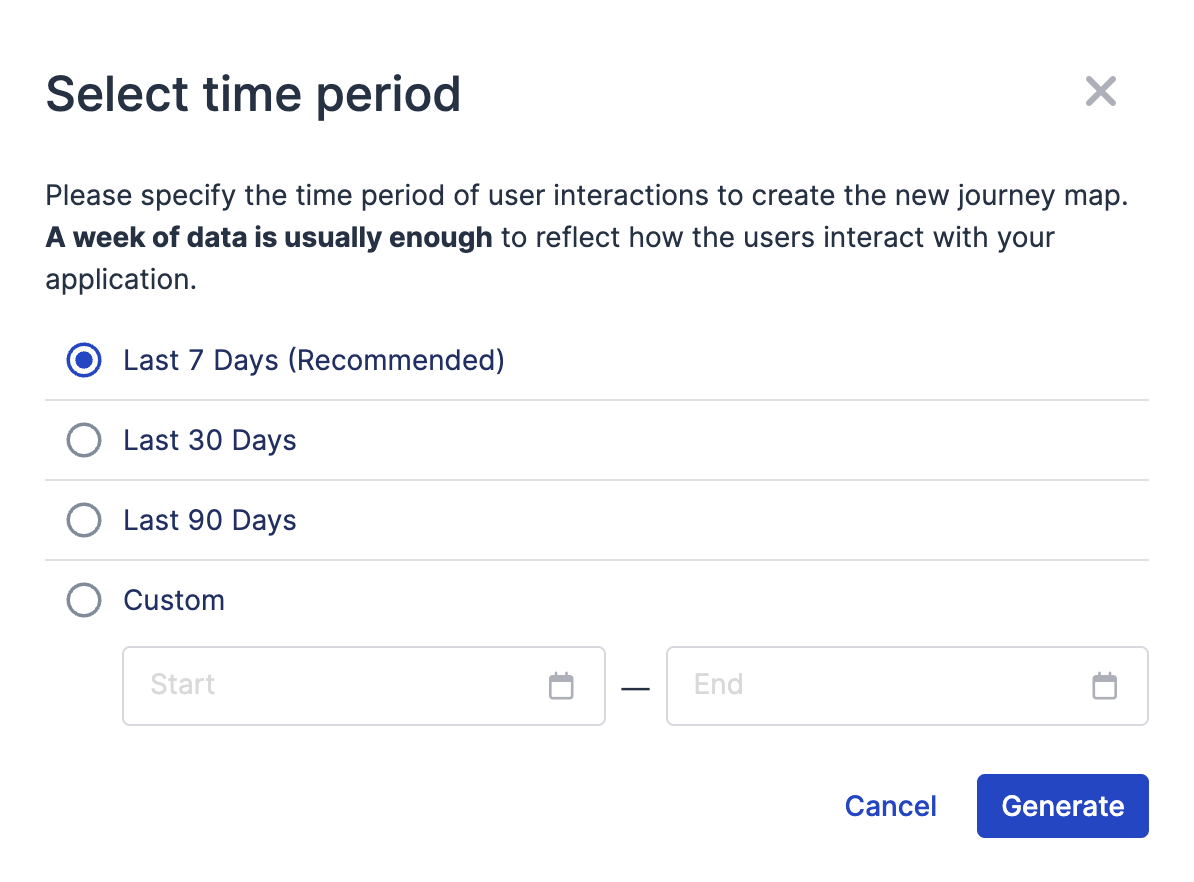 Select time period
Please specify the time period of user interactions to create the new journey map.
A week of data is usually enough to reflect how the users interact with your
application.
Last 7 Days (Recommended)
Last 30 Days
Last 90 Days
Custom
Start — End
Cancel Generate